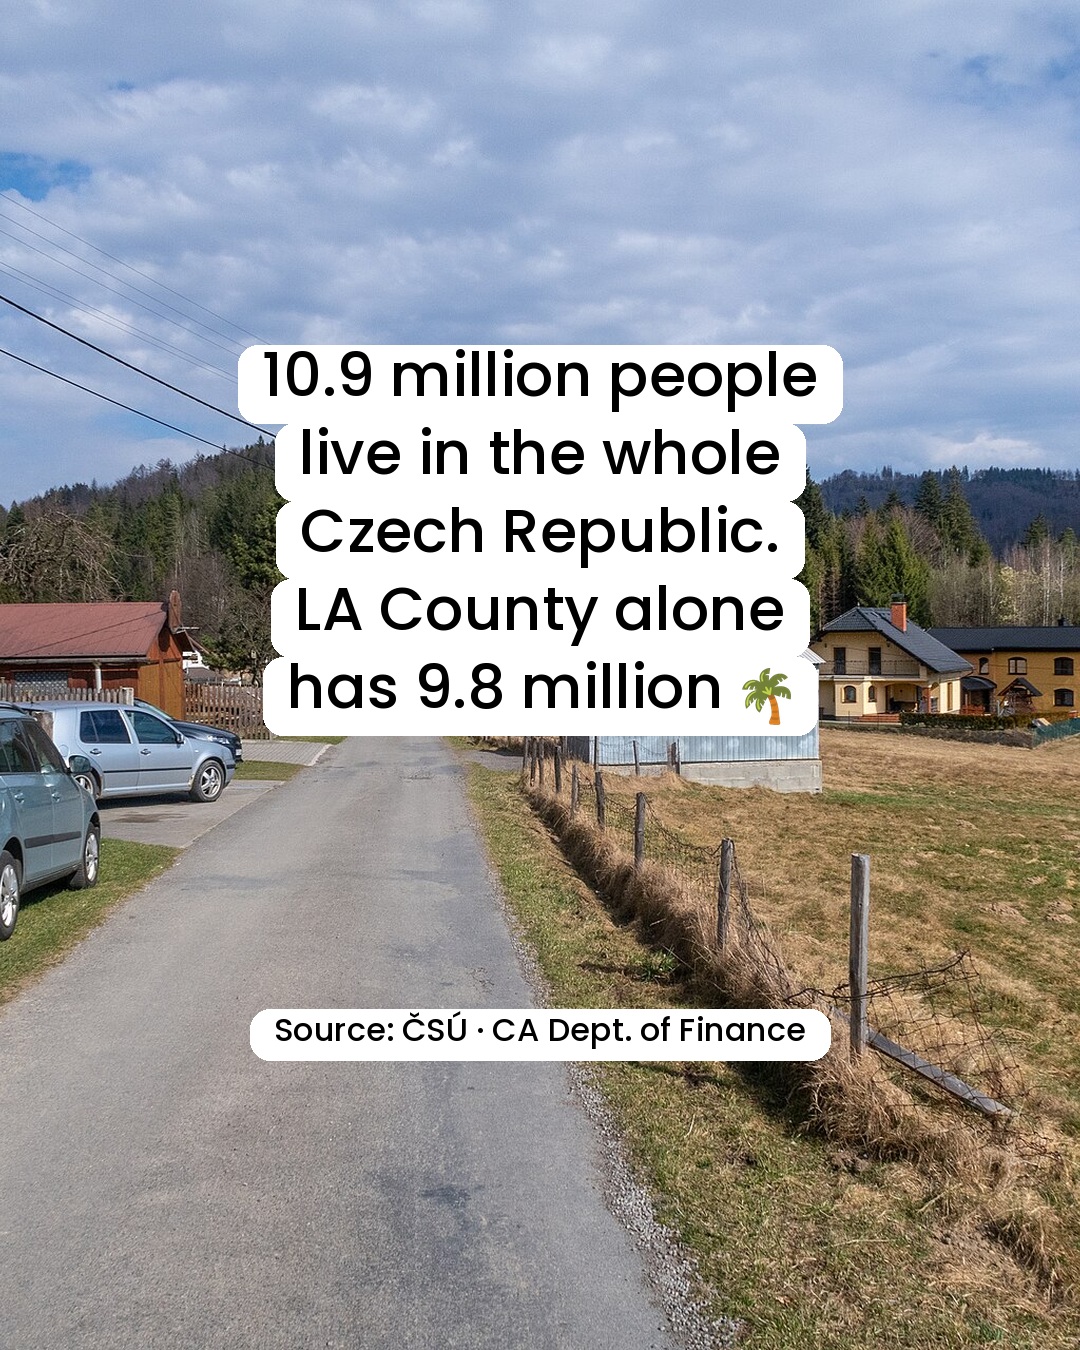 10.9 million people
live in the whole
Czech Republic.
LA County alone
has 9.8 million 🌴
Source: ČSÚ · CA Dept. of Finance